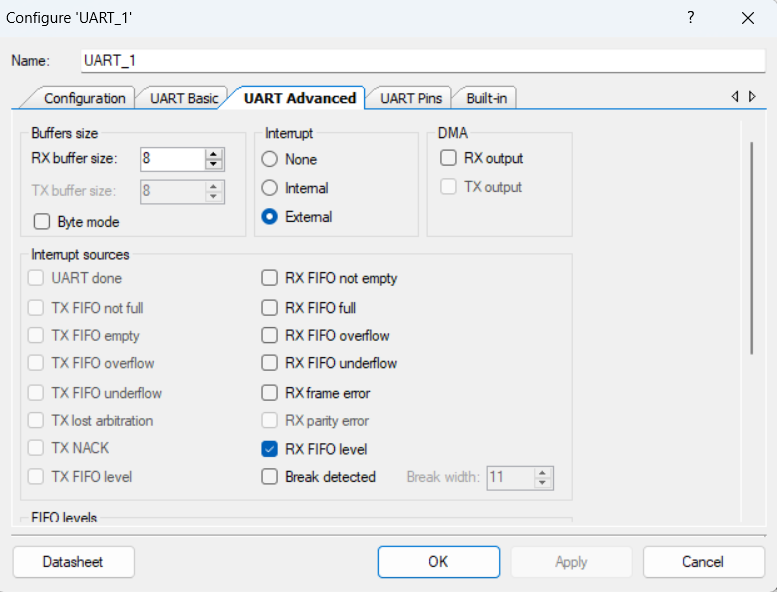 Configure 'UART_1'
?
Name: UART_1
Configuration UART Basic UART Advanced UART Pins Built-in
Buffers size
RX buffer size: 8
TX buffer size: 8
Byte mode
Interrupt
None
Internal
External
DMA
RX output
TX output
Interrupt sources
UART done
TX FIFO not full
TX FIFO empty
TX FIFO overflow
TX FIFO underflow
TX lost arbitration
TX NACK
TX FIFO level
RX FIFO not empty
RX FIFO full
RX FIFO overflow
RX FIFO underflow
RX frame error
RX parity error
RX FIFO level
Break detected Break width: 11
FIFO levels
Datasheet OK Apply Cancel